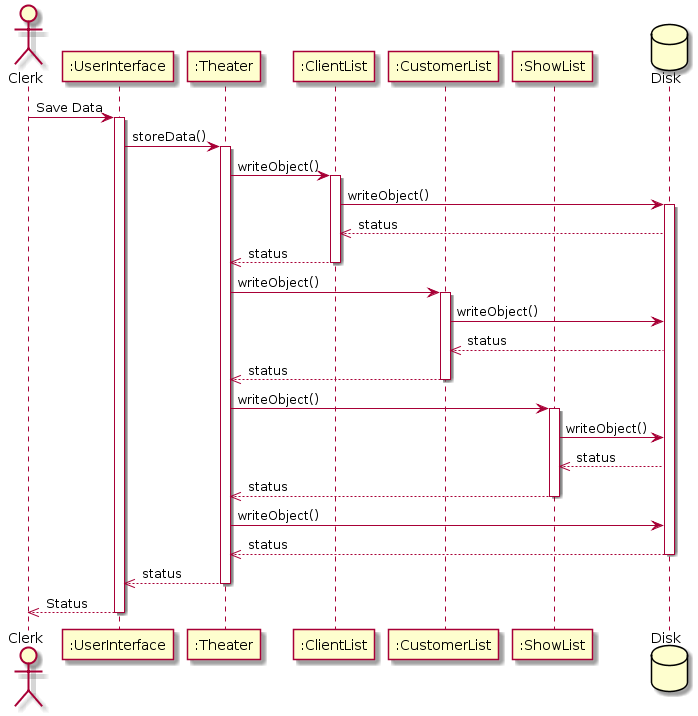 Clerk
:UserInterface
:Theater
:ClientList
:CustomerList
:ShowList
Disk
Save Data
storeData()
writeObject()
writeObject()
status
status
writeObject()
writeObject()
status
status
writeObject()
writeObject()
status
status
writeObject()
status
status
Status
Clerk
:UserInterface
:Theater
:ClientList
:CustomerList
:ShowList
Disk